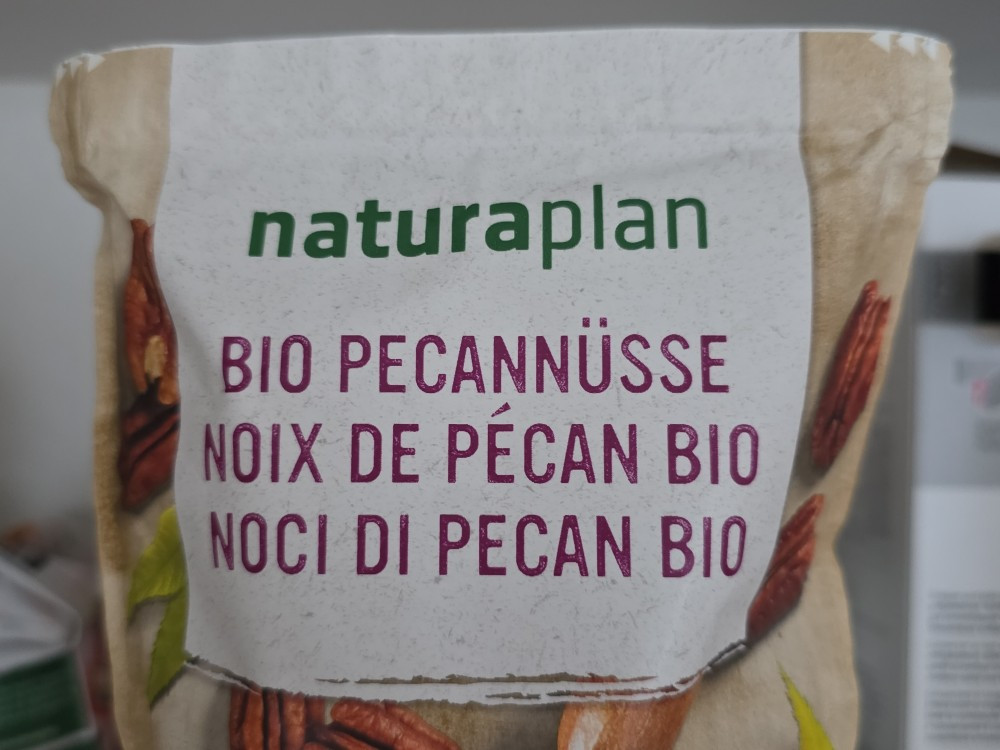 naturaplan
BIO PECANNÜSSE
NOIX DE PÉCAN BIO
NOCI DI PECAN BIO